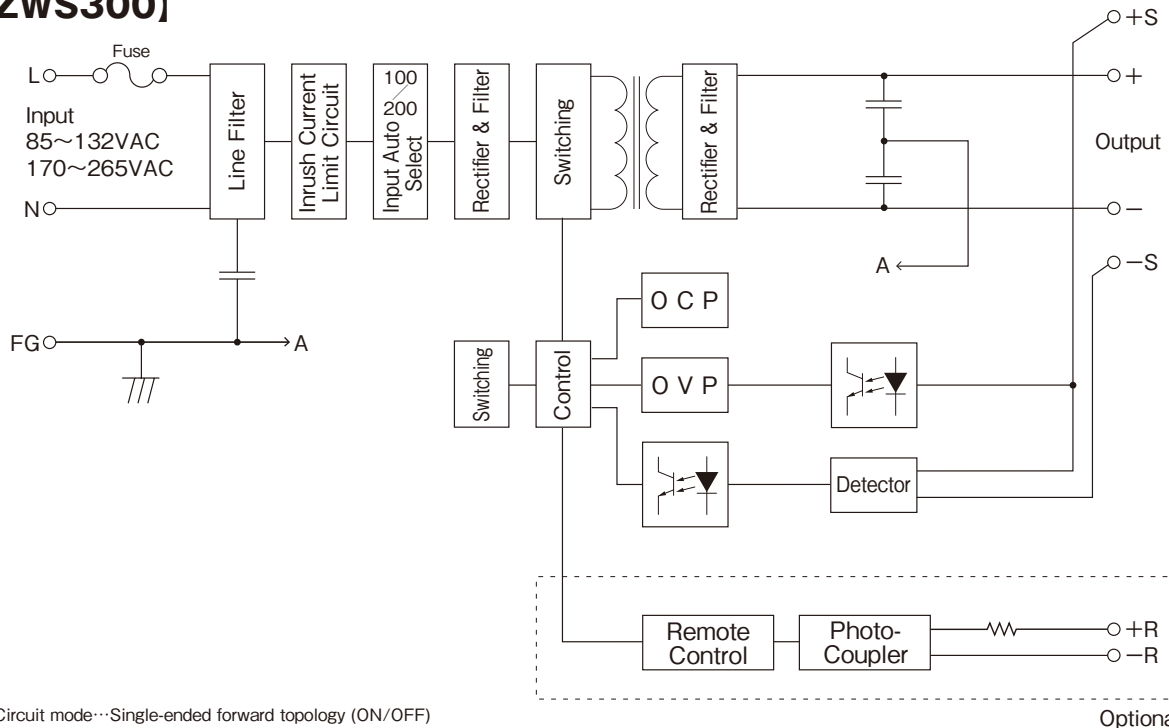 ZWS300】
Fuse
L
Input
85～132VAC
170～265VAC
N
FG
A
Line Filter
Inrush Current
Limit Circuit
100
200
Input Auto
Select
Rectifier & Filter
Switching
Rectifier & Filter
+S
+
Output
−
−S
A
O C P
Switching
Control
O V P
Detector
Remote
Control
Photo-
Coupler
+R
−R
Circuit mode…Single-ended forward topology (ON/OFF)